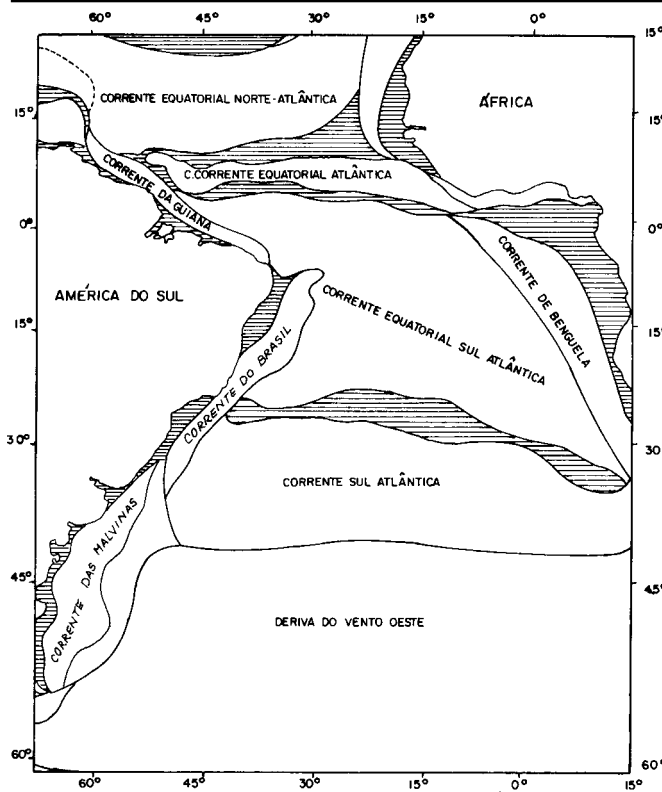 60° 45° 30° 15° 0°
15° 15°
CORRENTE EQUATORIAL NORTE-ATLÂNTICA
ÁFRICA
15° 15°
C.CORRENTE EQUATORIAL ATLÂNTICA
CORRENTE DA GUIANA
0° 0°
CORRENTE DE BENGUELA
AMÉRICA DO SUL
CORRENTE EQUATORIAL SUL ATLÂNTICA
15° 15°
CORRENTE DO BRASIL
30° 30°
CORRENTE SUL ATLÂNTICA
CORRENTE DAS MALVINAS
45° 45°
DERIVA DO VENTO OESTE
60° 60°
60° 45° 30° 15° 0° 15°